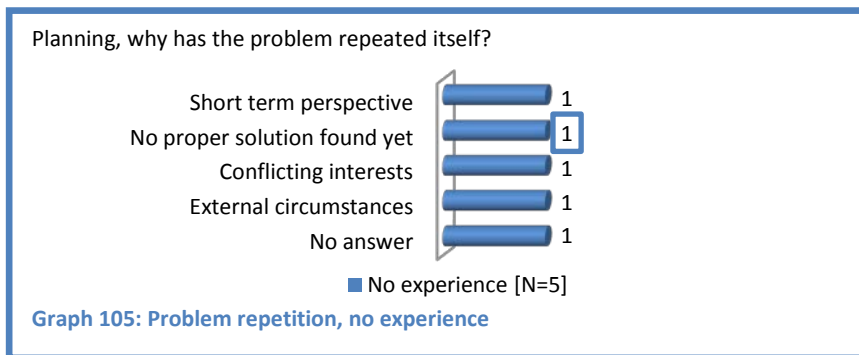 Planning, why has the problem repeated itself?
Short term perspective 1
No proper solution found yet 1
Conflicting interests 1
External circumstances 1
No answer 1
No experience [N=5]
Graph 105: Problem repetition, no experience